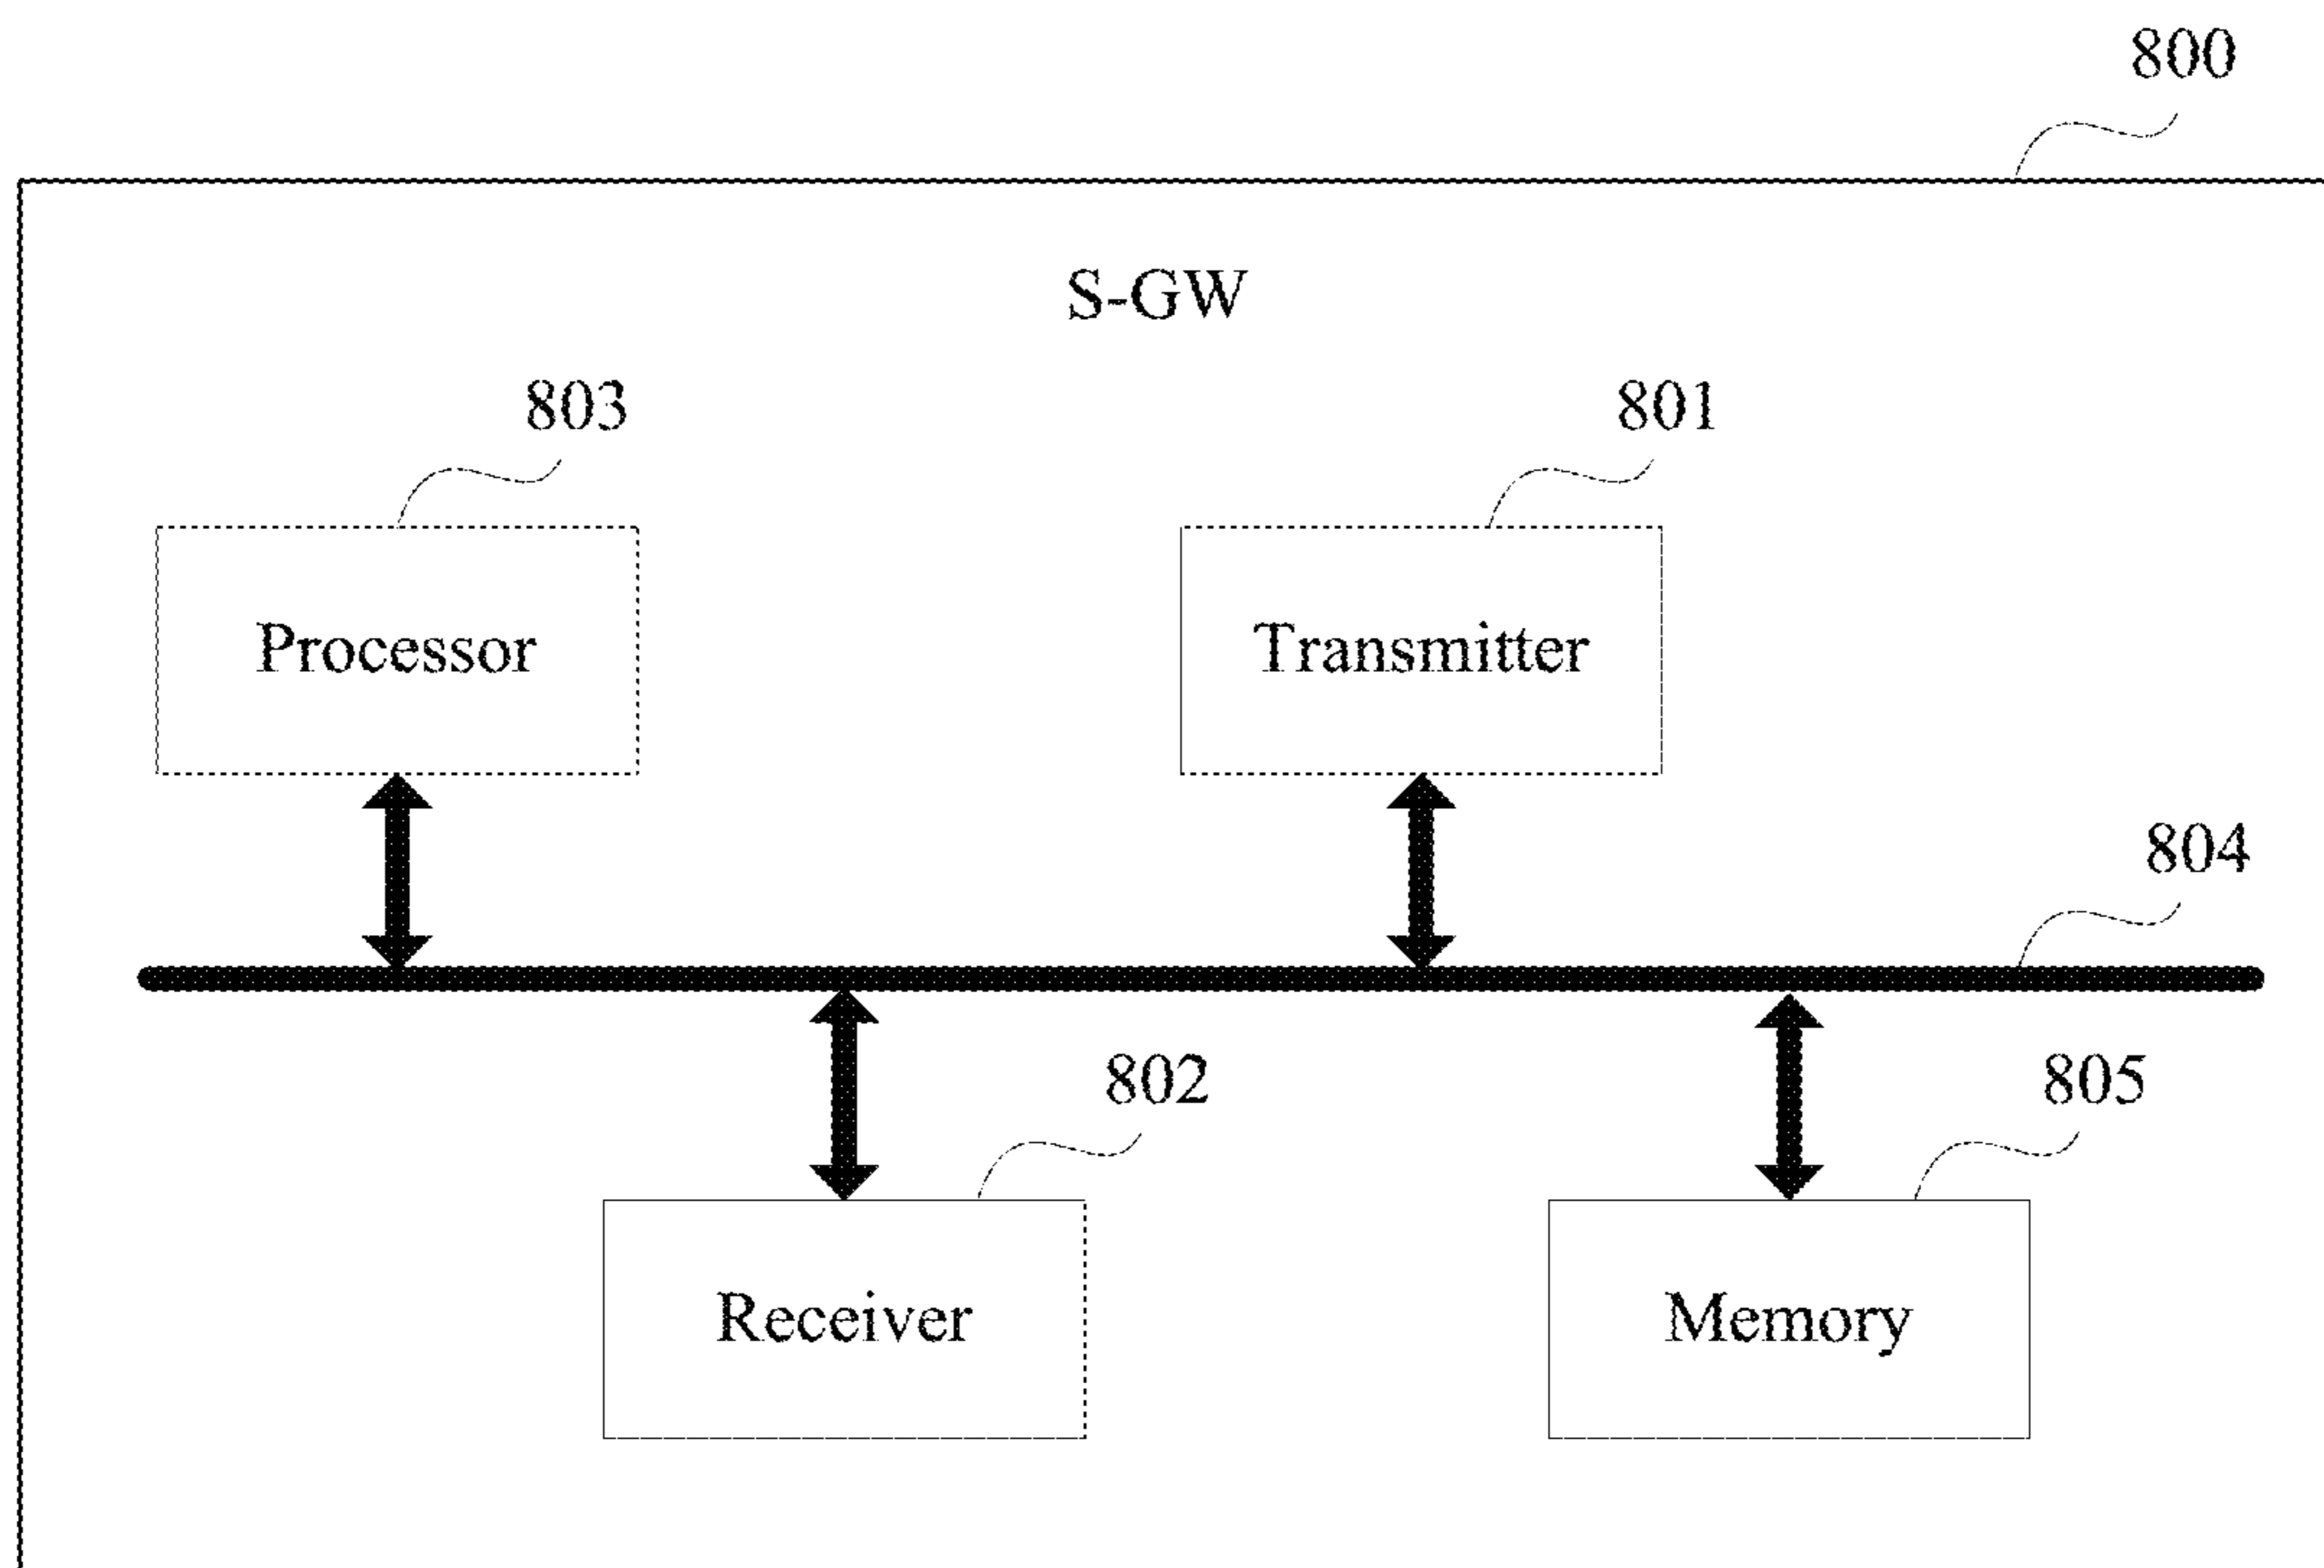 800
S-GW
803
801
Processor
Transmitter
804
802
805
Receiver
Memory